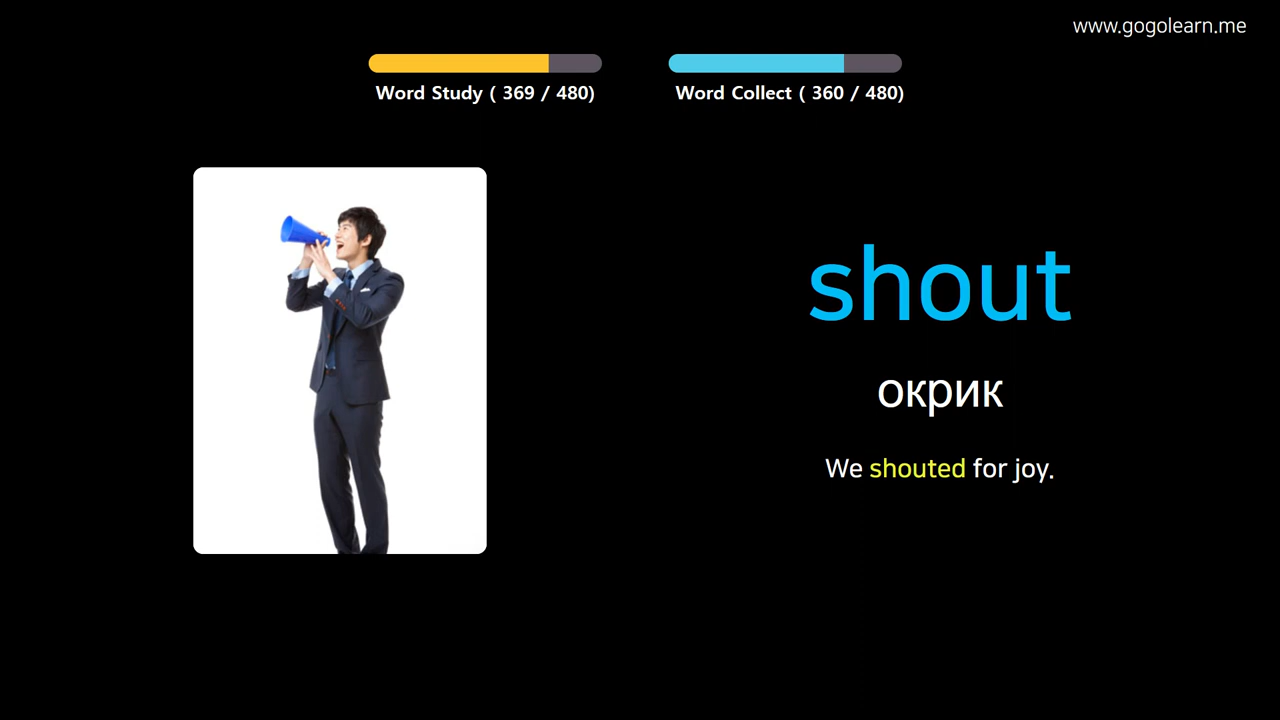 www.gogolearn.me
Word Study ( 369 / 480)
Word Collect ( 360 / 480)
shout
окрик
We shouted for joy.